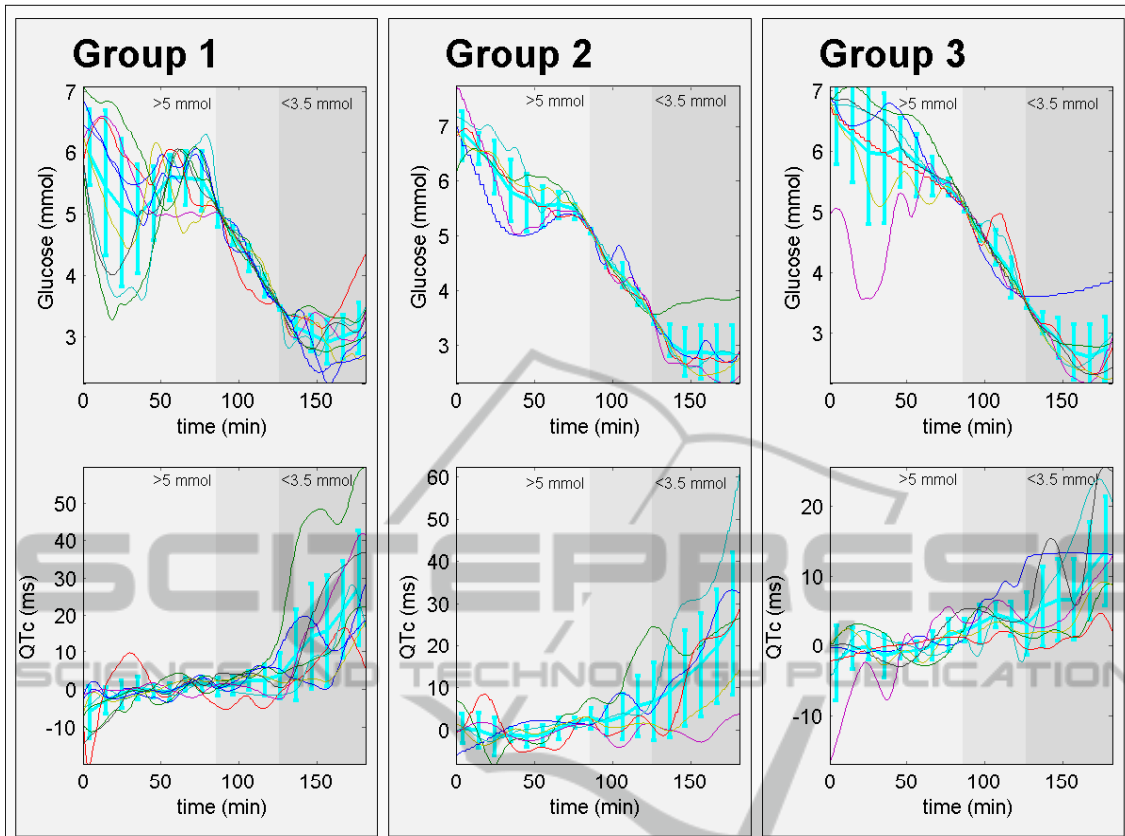 Group 1
Group 2
Group 3
>5 mmol
<3.5 mmol
7
6
5
4
3
Glucose (mmol)
0
50
100
150
time (min)
>5 mmol
<3.5 mmol
7
6
5
4
3
Glucose (mmol)
0
50
100
150
time (min)
>5 mmol
<3.5 mmol
7
6
5
4
3
Glucose (mmol)
0
50
100
150
time (min)
>5 mmol
<3.5 mmol
50
40
30
20
10
0
-10
QTc (ms)
0
50
100
150
time (min)
>5 mmol
<3.5 mmol
60
50
40
30
20
10
0
QTc (ms)
0
50
100
150
time (min)
>5 mmol
<3.5 mmol
20
10
0
-10
QTc (ms)
0
50
100
150
time (min)
SCITEPRESS
SCIENCE AND TECHNOLOGY PUBLICATIONS